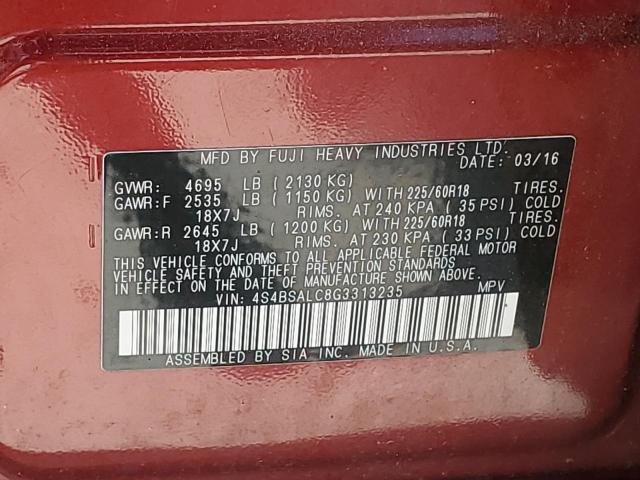 MFD BY FUJI HEAVY INDUSTRIES LTD.
DATE: 03/16
GVWR: 4695 LB ( 2130 KG)
GAWR:F 2535 LB ( 1150 KG) WITH 225/60R18 TIRES.
18X7J RIMS. AT 240 KPA ( 35 PSI) COLD
GAWR:R 2645 LB ( 1200 KG) WITH 225/60R18 TIRES.
18X7J RIMS. AT 230 KPA ( 33 PSI) COLD
THIS VEHICLE CONFORMS TO ALL APPLICABLE FEDERAL MOTOR
VEHICLE SAFETY AND THEFT PREVENTION STANDARDS
IN EFFECT ON THE DATE OF MANUFACTURE SHOWN ABOVE.
VIN: 4S4BSALC8G3313235 MPV
ASSEMBLED BY SIA INC. MADE IN U.S.A.